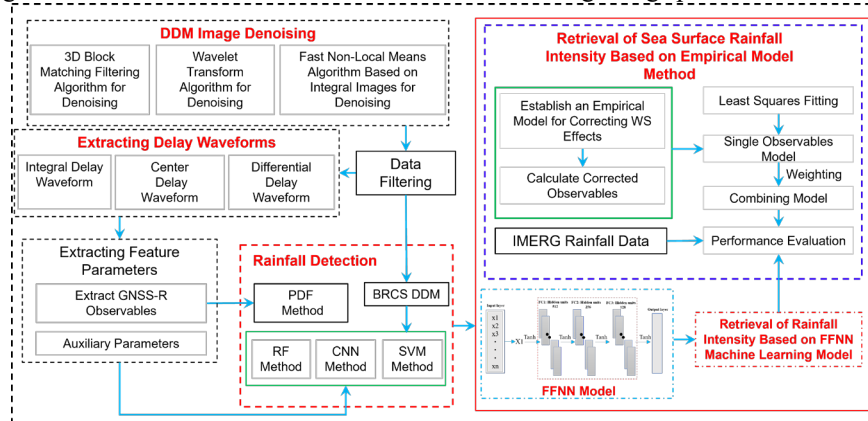 DDM Image Denoising
3D Block
Matching Filtering
Algorithm for
Denoising
Wavelet
Transform
Algorithm for
Denoising
Fast Non-Local Means
Algorithm Based on
Integral Images for
Denoising
Extracting Delay Waveforms
Integral Delay
Waveform
Center
Delay
Waveform
Differential
Delay
Waveform
Data
Filtering
Extracting Feature
Parameters
Extract GNSS-R
Observables
Auxiliary Parameters
Rainfall Detection
PDF
Method
BRCS DDM
RF
Method
CNN
Method
SVM
Method
Retrieval of Sea Surface Rainfall
Intensity Based on Empirical Model
Method
Establish an Empirical
Model for Correcting WS
Effects
Calculate Corrected
Observables
Least Squares Fitting
Single Observables
Model
Weighting
Combining Model
IMERG Rainfall Data
Performance Evaluation
Input layer
x1
x2
x3
xn
X1
Tanh
Tanh
Tanh
Tanh
Output layer
FFNN Model
Retrieval of Rainfall
Intensity Based on FFNN
Machine Learning Model